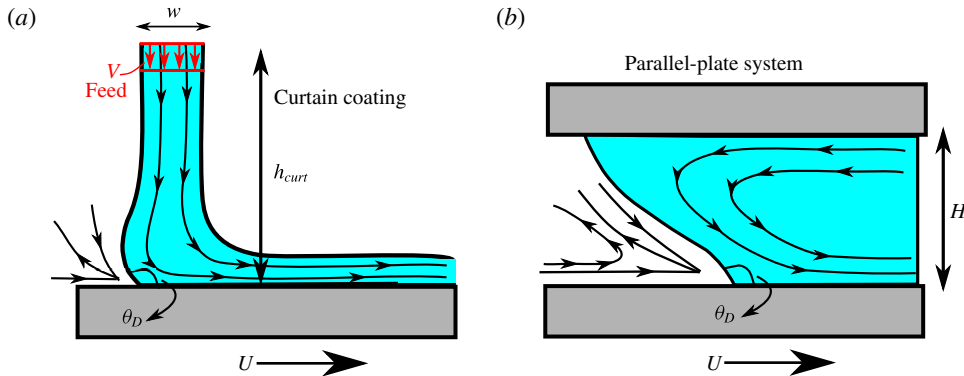 (a)
w
V
Feed
Curtain coating
h_curt
θ_D
U
(b)
Parallel-plate system
H
θ_D
U